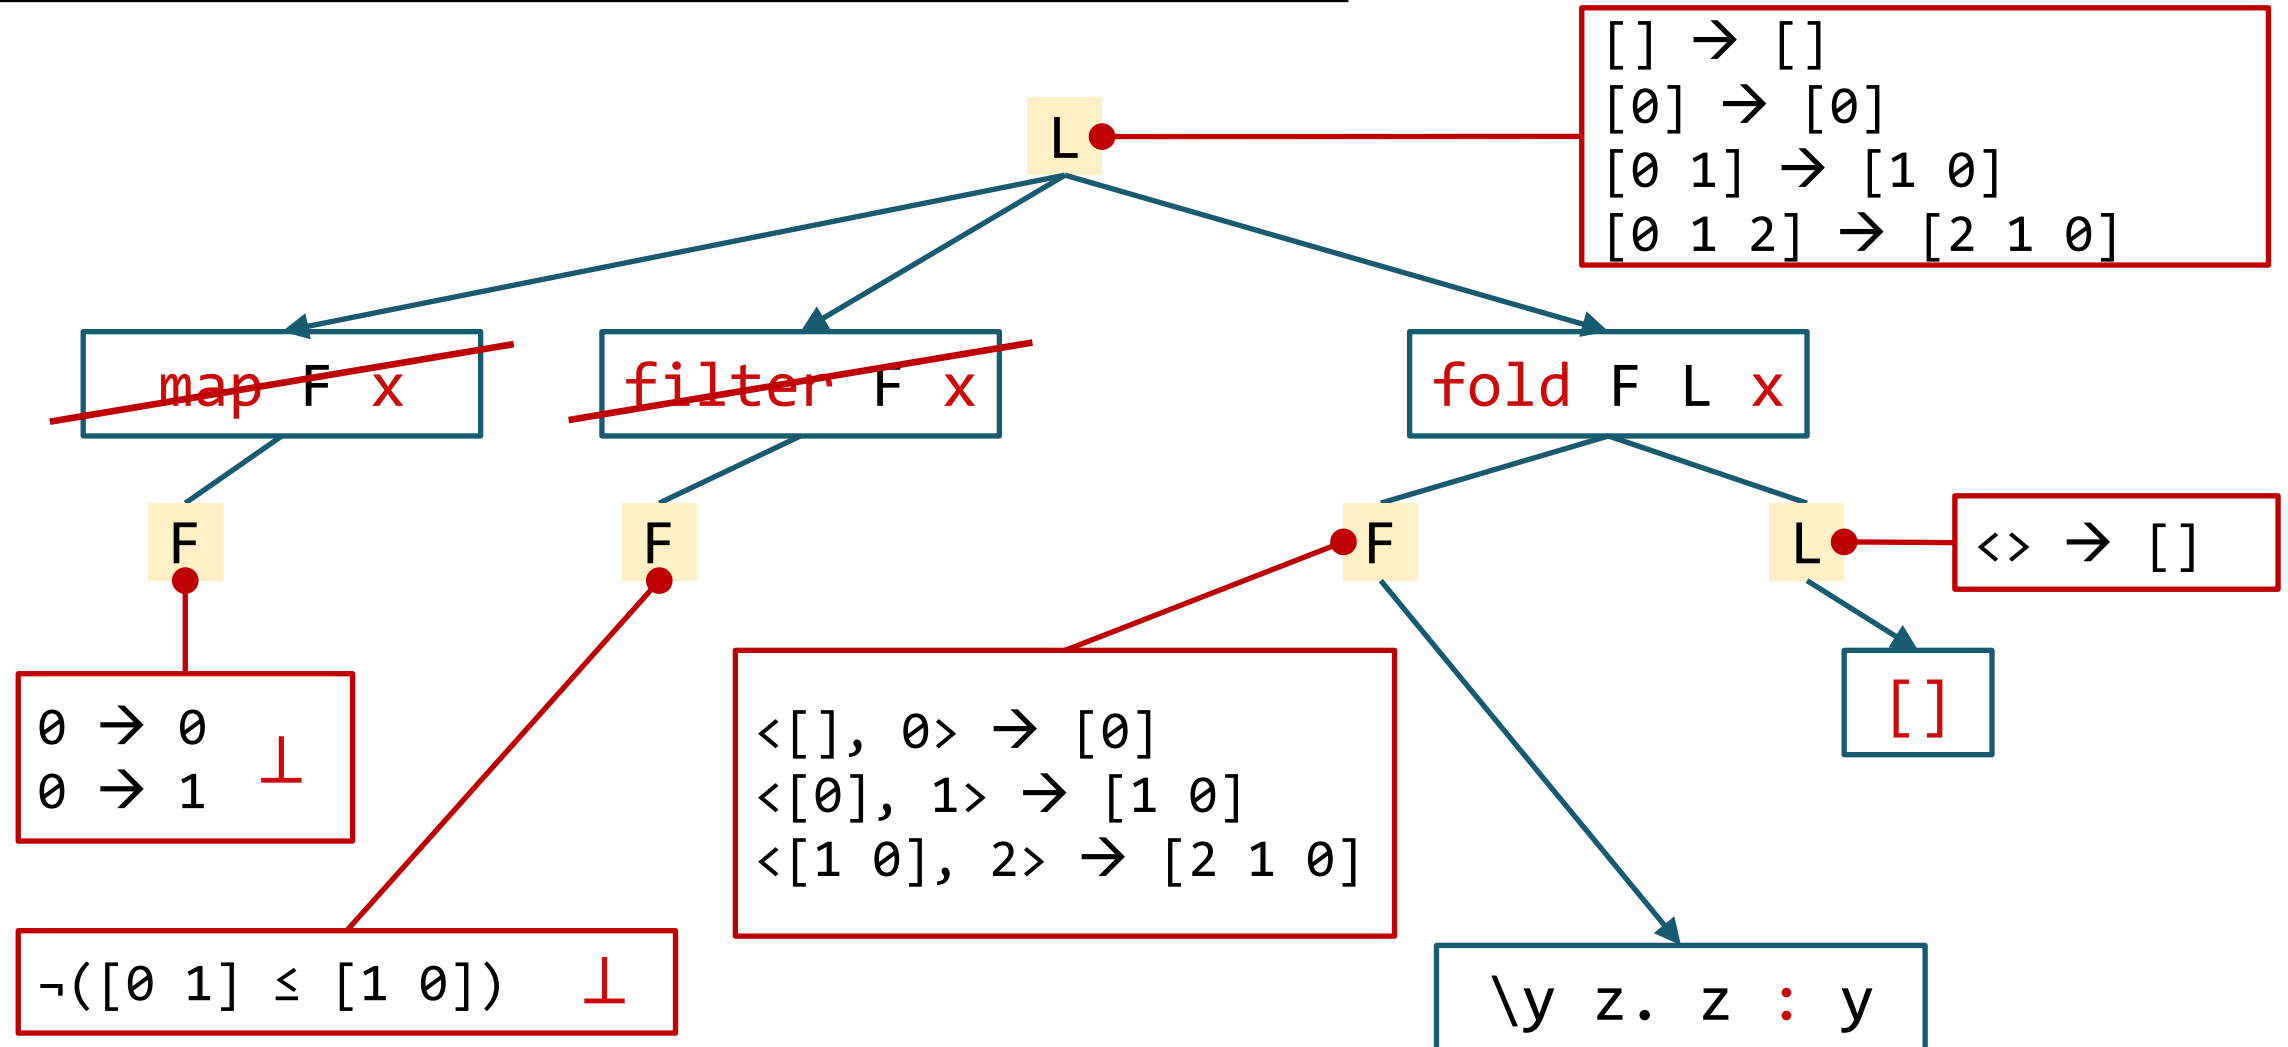 [] → []
[0] → [0]
[0 1] → [1 0]
[0 1 2] → [2 1 0]
L
map F x
filter F x
fold F L x
F
F
F
L
<> → []
[]
0 → 0
0 → 1
⊥
<[], 0> → [0]
<[0], 1> → [1 0]
<[1 0], 2> → [2 1 0]
¬([0 1] ≤ [1 0]) ⊥
\y z. z : y